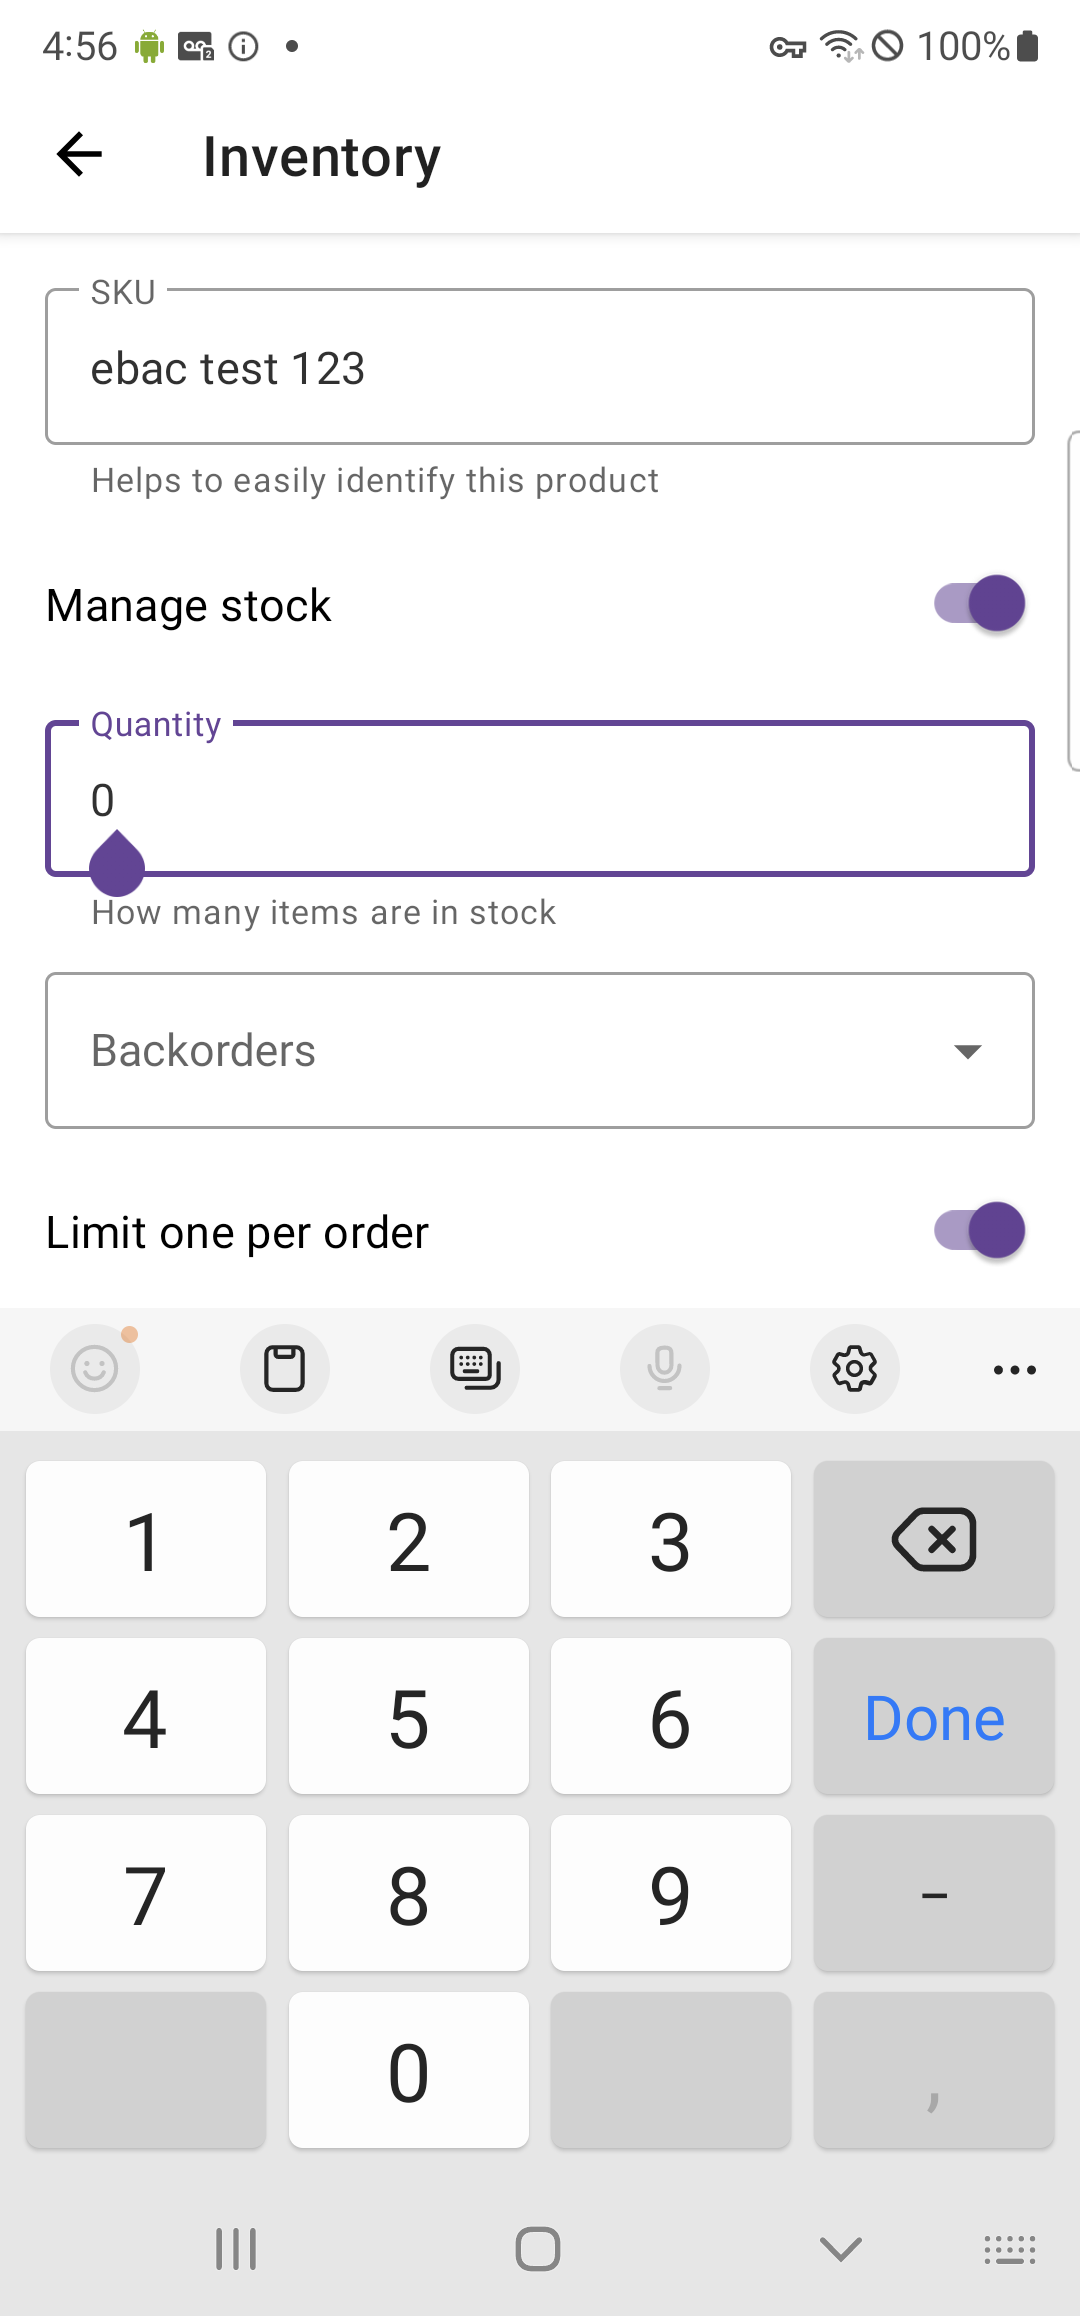 4:56
100%
Inventory
SKU
ebac test 123
Helps to easily identify this product
Manage stock
Quantity
0
How many items are in stock
Backorders
Limit one per order
1 2 3
4 5 6 Done
7 8 9 -
0 ,